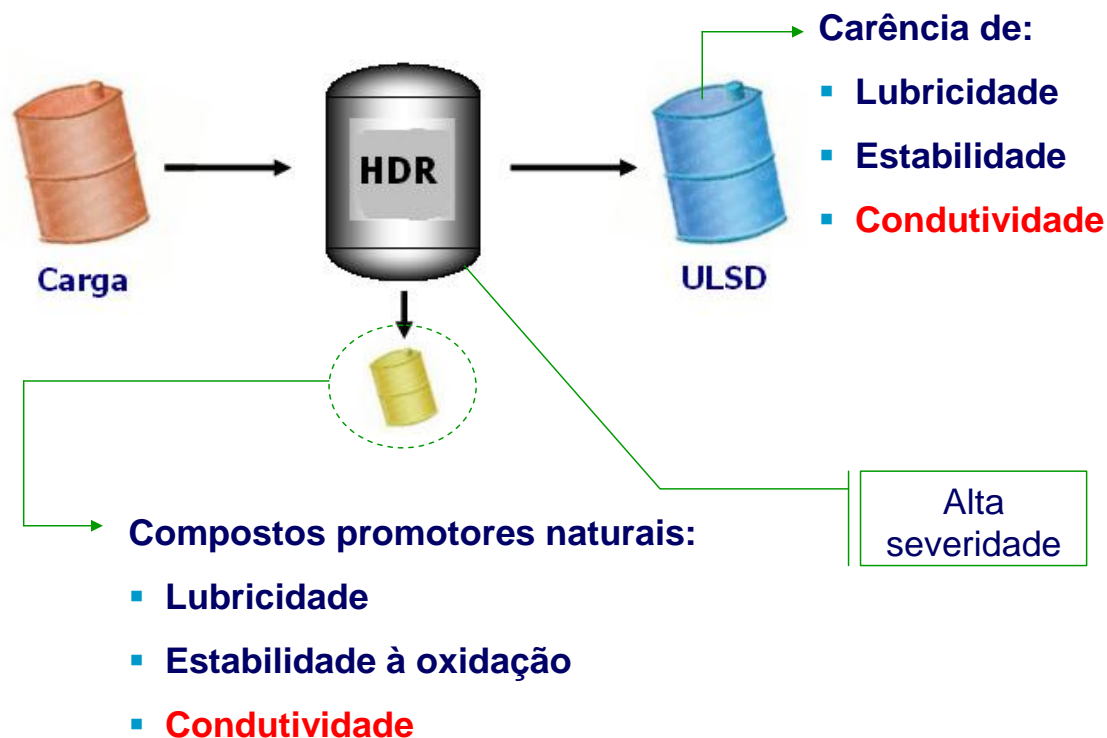 Carência de:
▪ Lubricidade
▪ Estabilidade
▪ Condutividade
HDR
Carga
ULSD
Alta
severidade
Compostos promotores naturais:
▪ Lubricidade
▪ Estabilidade à oxidação
▪ Condutividade